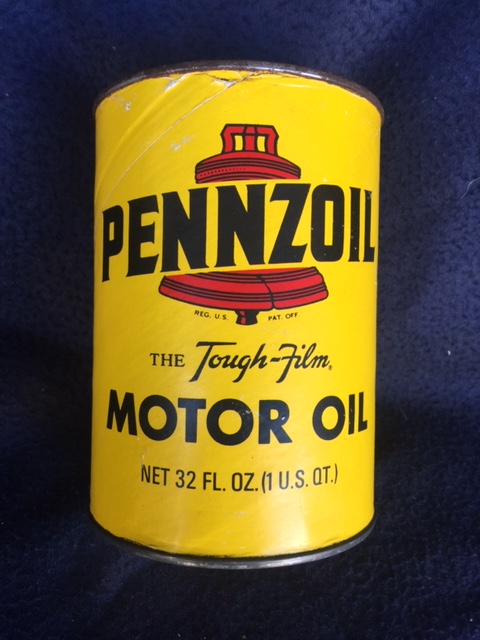 PENNZOIL
REG. U.S. PAT. OFF
THE Tough-Film.
MOTOR OIL
NET 32 FL. OZ. (1 U.S. QT.)